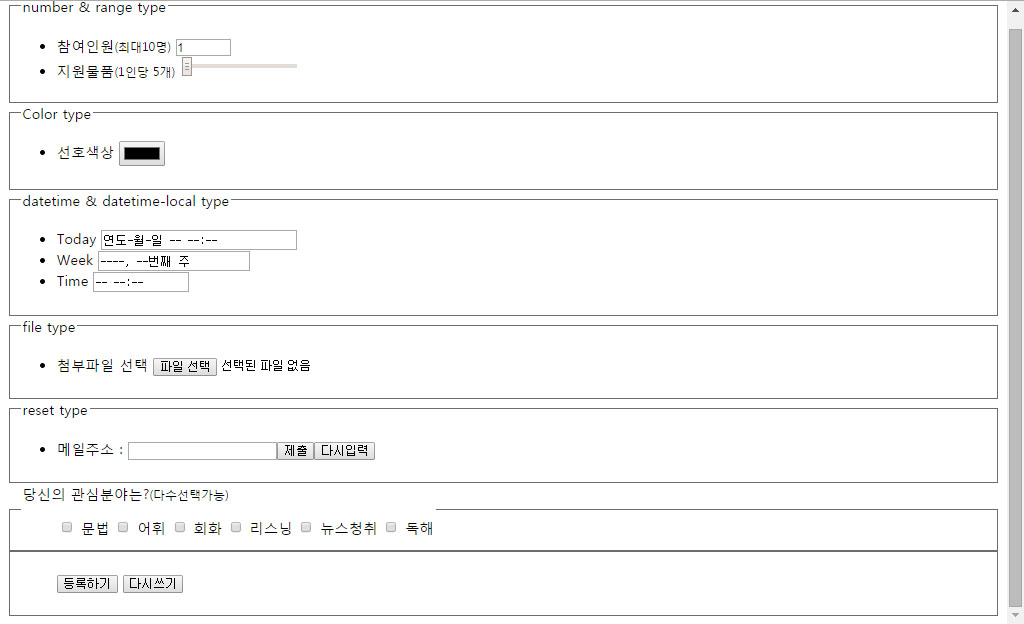 number & range type
참여인원(최대10명) 1
지원물품(1인당 5개)
Color type
선호색상
datetime & datetime-local type
Today 연도-월-일 -- --:--
Week ----, --번째 주
Time -- --:--
file type
첨부파일 선택 파일 선택 선택된 파일 없음
reset type
메일주소 : 제출 다시입력
당신의 관심분야는?(다수선택가능)
문법 어휘 회화 리스닝 뉴스청취 독해
등록하기 다시쓰기